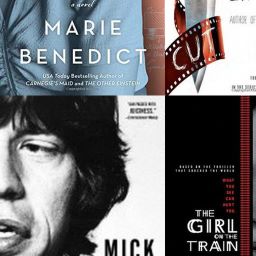 a novel
MARIE
BENEDICT
USA Today Bestselling Author of
CARNEGIE'S MAID and THE OTHER EINSTEIN
AUTHOR OF
CUT
MICK
BASED ON THE THRILLER
THAT SHOCKED THE WORLD
WHAT
YOU
SEE
CAN
HURT
YOU
THE
GIRL
ON THE
TRAIN